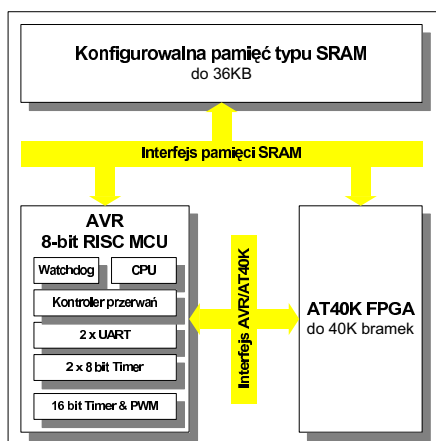 Konfigurowalna pamięć typu SRAM
do 36KB
Interfejs pamięci SRAM
AVR
8-bit RISC MCU
Watchdog
CPU
Kontroller przerwań
2 x UART
2 x 8 bit Timer
16 bit Timer & PWM
Interfejs AVR/AT40K
AT40K FPGA
do 40K bramek